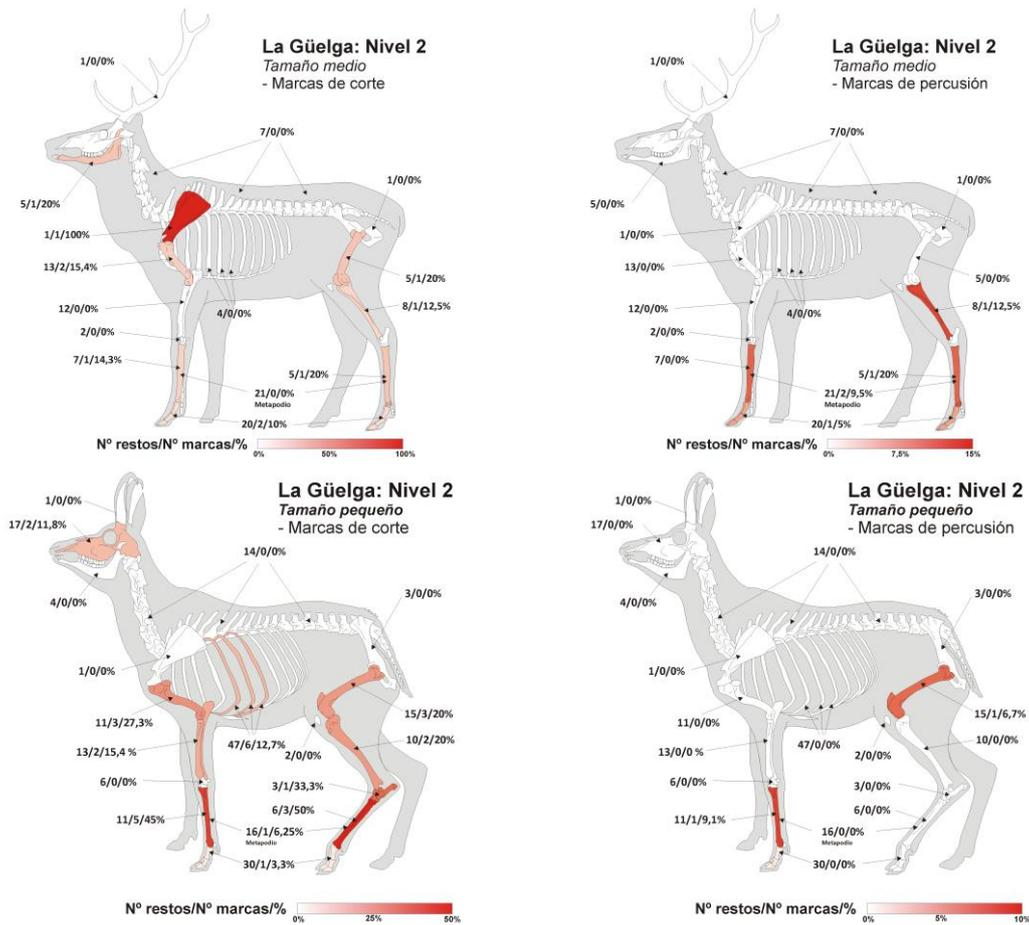 La Güelga: Nivel 2
Tamaño medio
- Marcas de corte
1/0/0%
7/0/0%
1/0/0%
5/1/20%
1/1/100%
13/2/15,4%
5/1/20%
12/0/0%
4/0/0%
8/1/12,5%
2/0/0%
7/1/14,3%
5/1/20%
21/0/0%
Metapodio
20/2/10%
Nº restos/Nº marcas/%
0% 50% 100%
La Güelga: Nivel 2
Tamaño medio
- Marcas de percusión
1/0/0%
7/0/0%
1/0/0%
5/0/0%
1/0/0%
13/0/0%
5/0/0%
12/0/0%
4/0/0%
8/1/12,5%
2/0/0%
7/0/0%
5/1/20%
21/2/9,5%
Metapodio
20/1/5%
Nº restos/Nº marcas/%
0% 7,5% 15%
La Güelga: Nivel 2
Tamaño pequeño
- Marcas de corte
1/0/0%
17/2/11,8%
14/0/0%
4/0/0%
3/0/0%
1/0/0%
11/3/27,3%
15/3/20%
13/2/15,4 %
47/6/12,7%
10/2/20%
2/0/0%
6/0/0%
3/1/33,3%
6/3/50%
11/5/45%
16/1/6,25%
Metapodio
30/1/3,3%
Nº restos/Nº marcas/%
0% 25% 50%
La Güelga: Nivel 2
Tamaño pequeño
- Marcas de percusión
1/0/0%
17/0/0%
14/0/0%
4/0/0%
3/0/0%
1/0/0%
11/0/0%
15/1/6,7%
13/0/0 %
47/0/0%
10/0/0%
2/0/0%
6/0/0%
3/0/0%
6/0/0%
11/1/9,1%
16/0/0%
Metapodio
30/0/0%
Nº restos/Nº marcas/%
0% 5% 10%